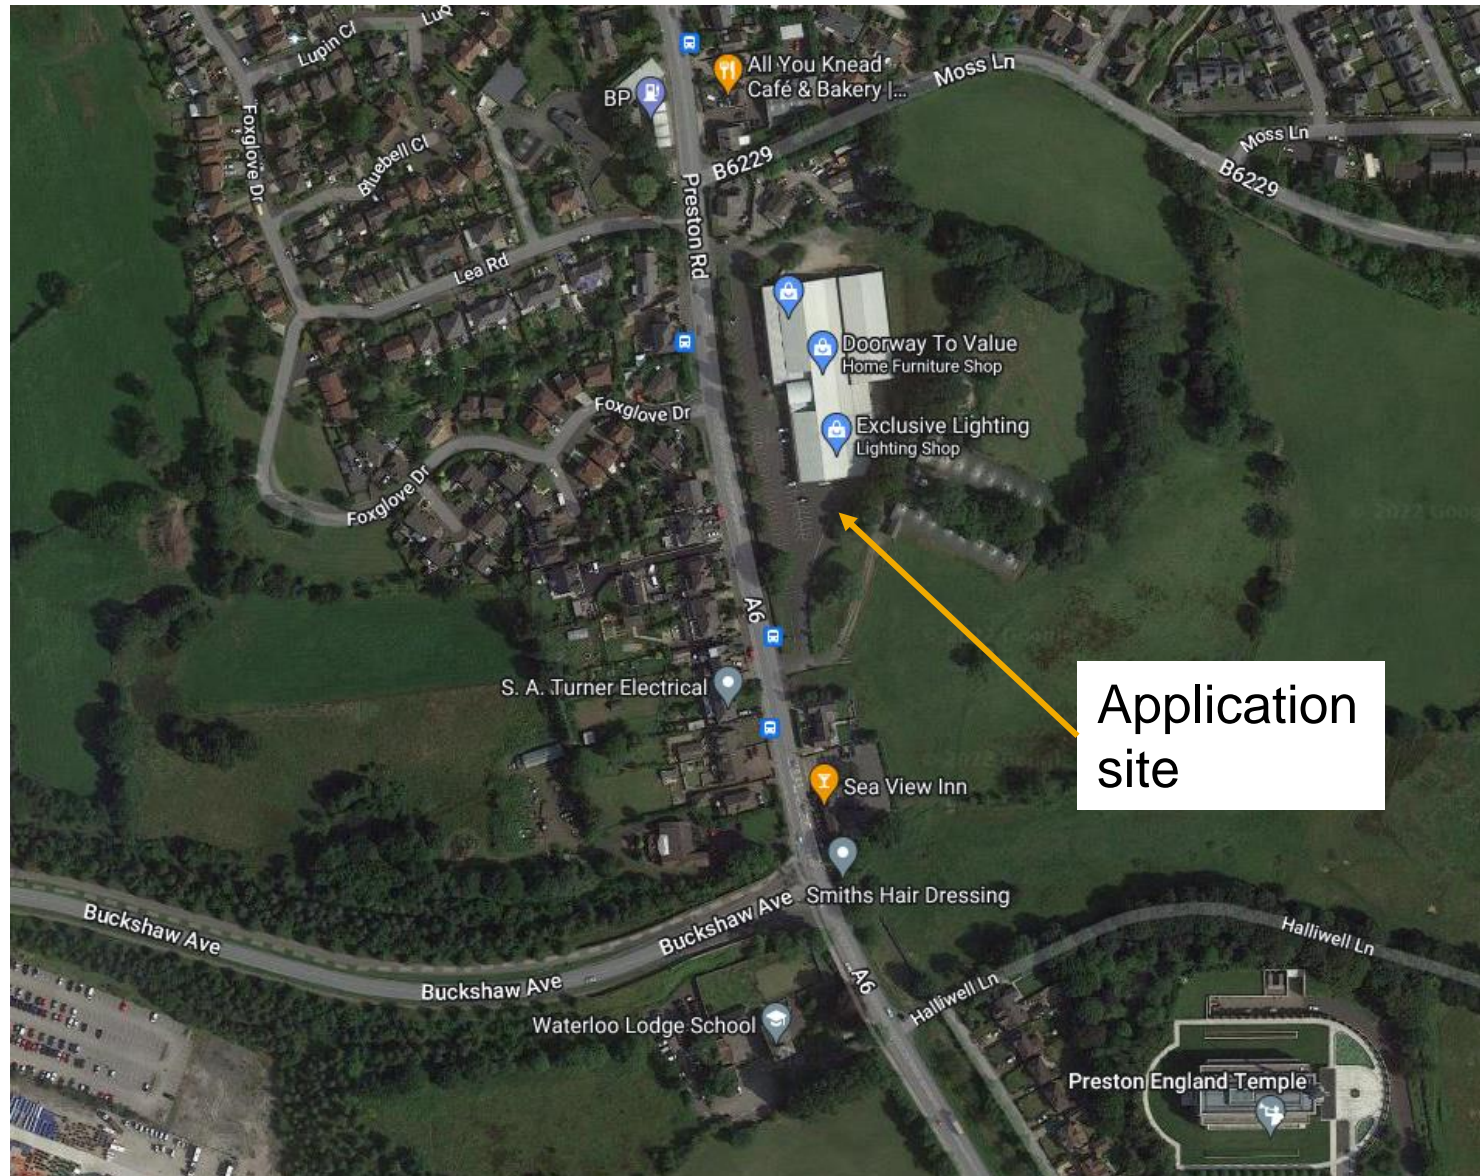 Lupin Cl
Lup
All You Knead
Café & Bakery |...
BP
Moss Ln
Moss Ln
B6229
B6229
Foxglove Dr
Bluebell Cl
Preston Rd
Lea Rd
Doorway To Value
Home Furniture Shop
Foxglove Dr
Exclusive Lighting
Lighting Shop
Foxglove Dr
A6
S. A. Turner Electrical
Application
site
Sea View Inn
Smiths Hair Dressing
Buckshaw Ave
Buckshaw Ave
Buckshaw Ave
Halliwell Ln
A6
Halliwell Ln
Waterloo Lodge School
Preston England Temple